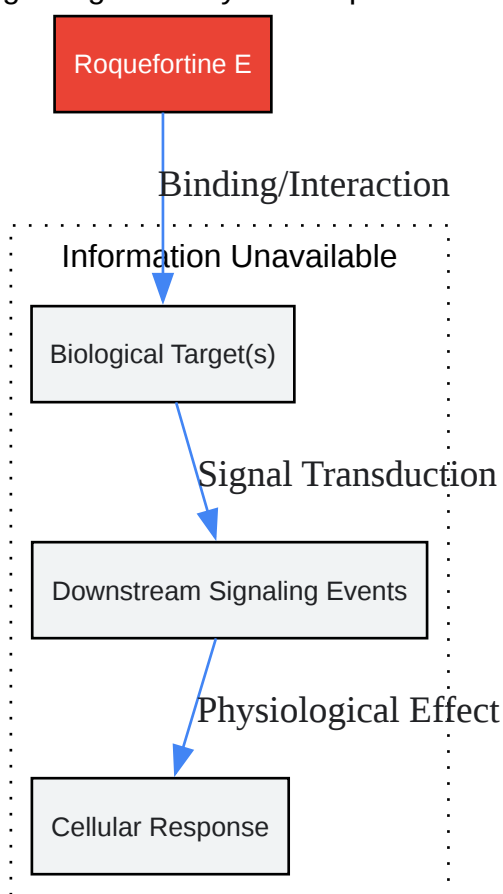 Roquefortine E
Binding/Interaction
Information Unavailable
Biological Target(s)
Signal Transduction
Downstream Signaling Events
Physiological Effect
Cellular Response